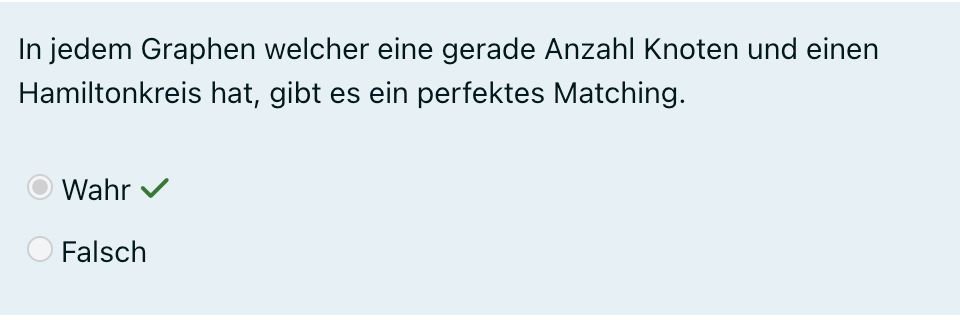 In jedem Graphen welcher eine gerade Anzahl Knoten und einen
Hamiltonkreis hat, gibt es ein perfektes Matching.
Wahr
Falsch